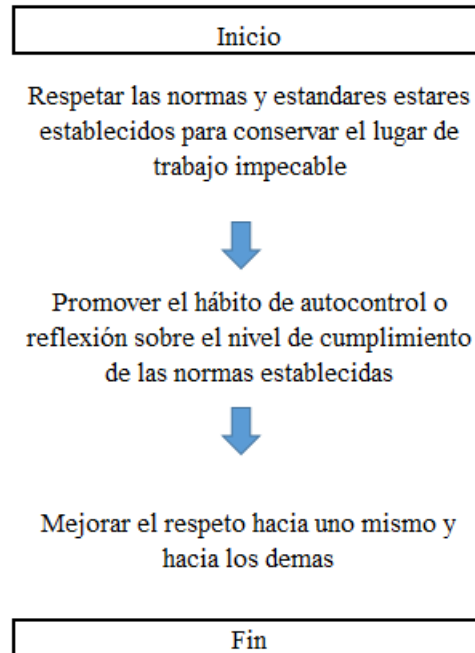 Inicio
Respetar las normas y estandares estares
establecidos para conservar el lugar de
trabajo impecable
Promover el hábito de autocontrol o
reflexión sobre el nivel de cumplimiento
de las normas establecidas
Mejorar el respeto hacia uno mismo y
hacia los demas
Fin